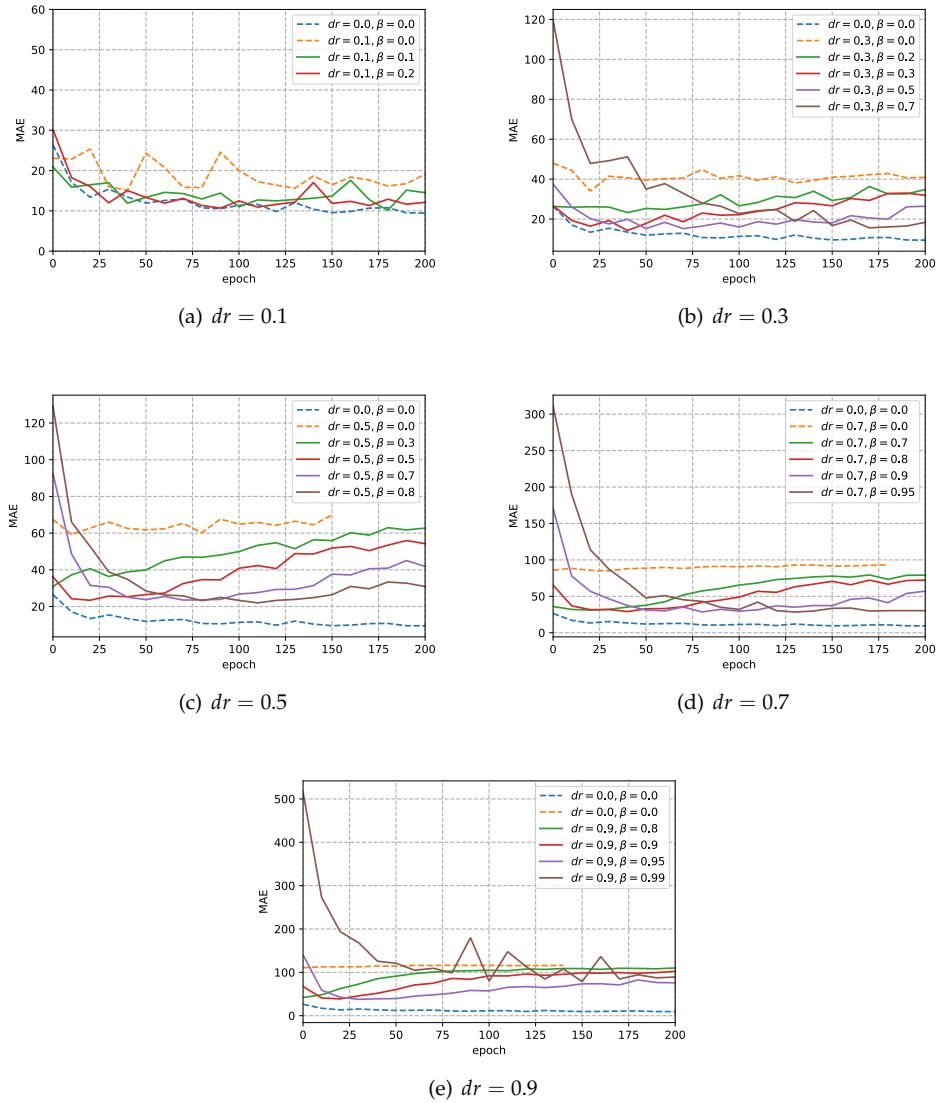 60
50
40
30
20
10
0
MAE
0 25 50 75 100 125 150 175 200
epoch
dr = 0.0, β = 0.0
dr = 0.1, β = 0.0
dr = 0.1, β = 0.1
dr = 0.1, β = 0.2
(a) dr = 0.1
120
100
80
60
40
20
MAE
0 25 50 75 100 125 150 175 200
epoch
dr = 0.0, β = 0.0
dr = 0.3, β = 0.0
dr = 0.3, β = 0.2
dr = 0.3, β = 0.3
dr = 0.3, β = 0.5
dr = 0.3, β = 0.7
(b) dr = 0.3
120
100
80
60
40
20
MAE
0 25 50 75 100 125 150 175 200
epoch
dr = 0.0, β = 0.0
dr = 0.5, β = 0.0
dr = 0.5, β = 0.3
dr = 0.5, β = 0.5
dr = 0.5, β = 0.7
dr = 0.5, β = 0.8
(c) dr = 0.5
300
250
200
150
100
50
0
MAE
0 25 50 75 100 125 150 175 200
epoch
dr = 0.0, β = 0.0
dr = 0.7, β = 0.0
dr = 0.7, β = 0.7
dr = 0.7, β = 0.8
dr = 0.7, β = 0.9
dr = 0.7, β = 0.95
(d) dr = 0.7
500
400
300
200
100
0
MAE
0 25 50 75 100 125 150 175 200
epoch
dr = 0.0, β = 0.0
dr = 0.0, β = 0.0
dr = 0.9, β = 0.8
dr = 0.9, β = 0.9
dr = 0.9, β = 0.95
dr = 0.9, β = 0.99
(e) dr = 0.9